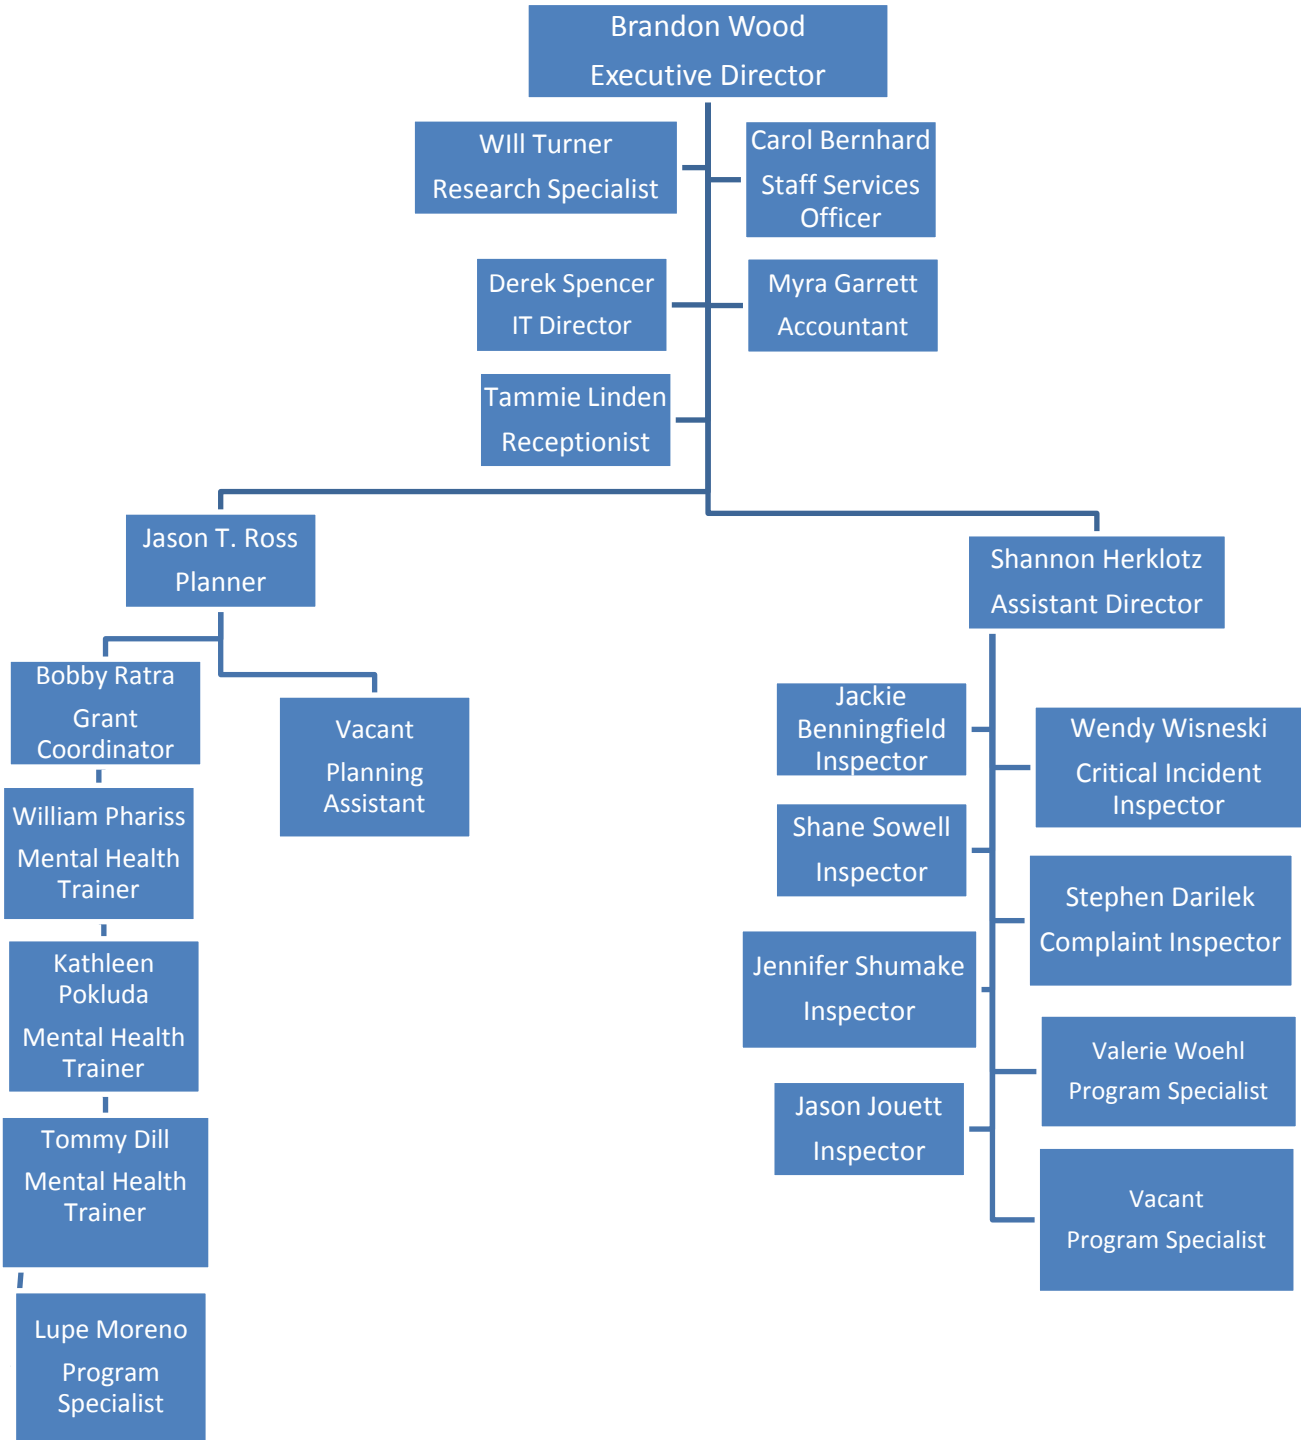 Brandon Wood
Executive Director
WIll Turner
Research Specialist
Carol Bernhard
Staff Services
Officer
Derek Spencer
IT Director
Myra Garrett
Accountant
Tammie Linden
Receptionist
Jason T. Ross
Planner
Shannon Herklotz
Assistant Director
Bobby Ratra
Grant
Coordinator
Vacant
Planning
Assistant
William Phariss
Mental Health
Trainer
Kathleen
Pokluda
Mental Health
Trainer
Tommy Dill
Mental Health
Trainer
Lupe Moreno
Program
Specialist
Jackie
Benningfield
Inspector
Wendy Wisneski
Critical Incident
Inspector
Shane Sowell
Inspector
Stephen Darilek
Complaint Inspector
Jennifer Shumake
Inspector
Valerie Woehl
Program Specialist
Jason Jouett
Inspector
Vacant
Program Specialist